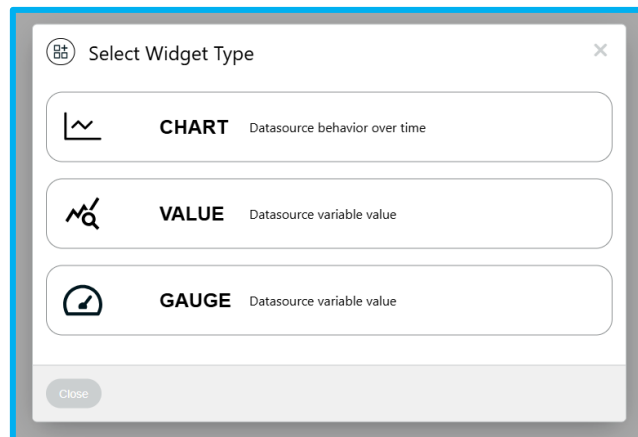 Select Widget Type
CHART Datasource behavior over time
VALUE Datasource variable value
GAUGE Datasource variable value
Close